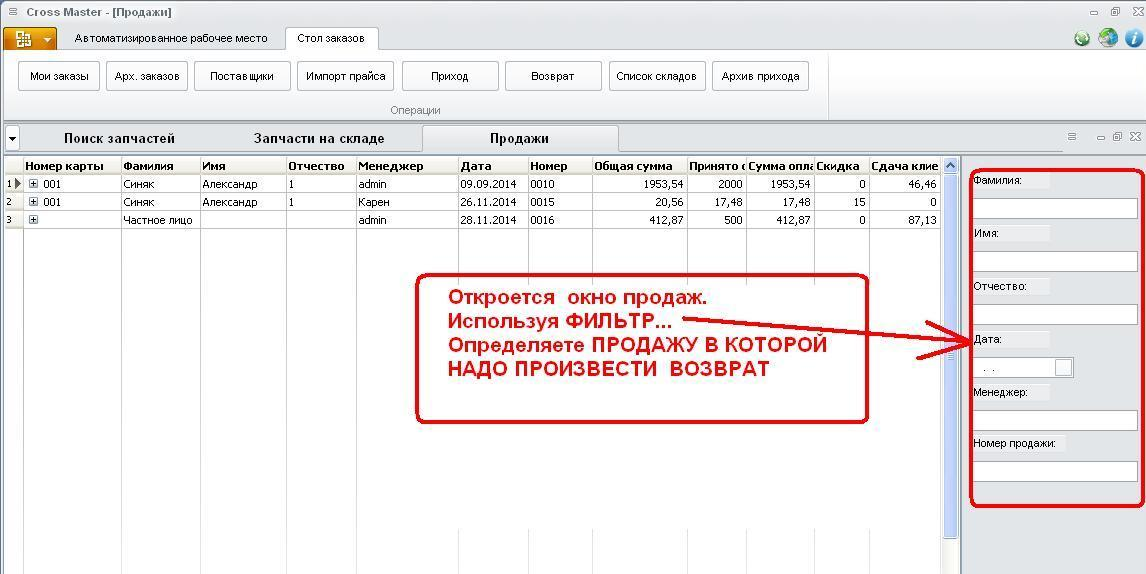 Cross Master - [Продажи]
Автоматизированное рабочее место Стол заказов
Мои заказы Арх. заказов Поставщики Импорт прайса Приход Возврат Список складов Архив прихода
Операции
Поиск запчастей Запчасти на складе Продажи
Номер карты Фамилия Имя Отчество Менеджер Дата Номер Общая сумма Принято о Сумма опла Скидка Сдача клие
1 001 Синяк Александр 1 admin 09.09.2014 0010 1953,54 2000 1953,54 0 46,46
2 001 Синяк Александр 1 Карен 26.11.2014 0015 20,56 17,48 17,48 15 0
3 Частное лицо admin 28.11.2014 0016 412,87 500 412,87 0 87,13
Откроется окно продаж.
Используя ФИЛЬТР...
Определяете ПРОДАЖУ В КОТОРОЙ
НАДО ПРОИЗВЕСТИ ВОЗВРАТ
Фамилия:
Имя:
Отчество:
Дата:
. .
Менеджер:
Номер продажи: